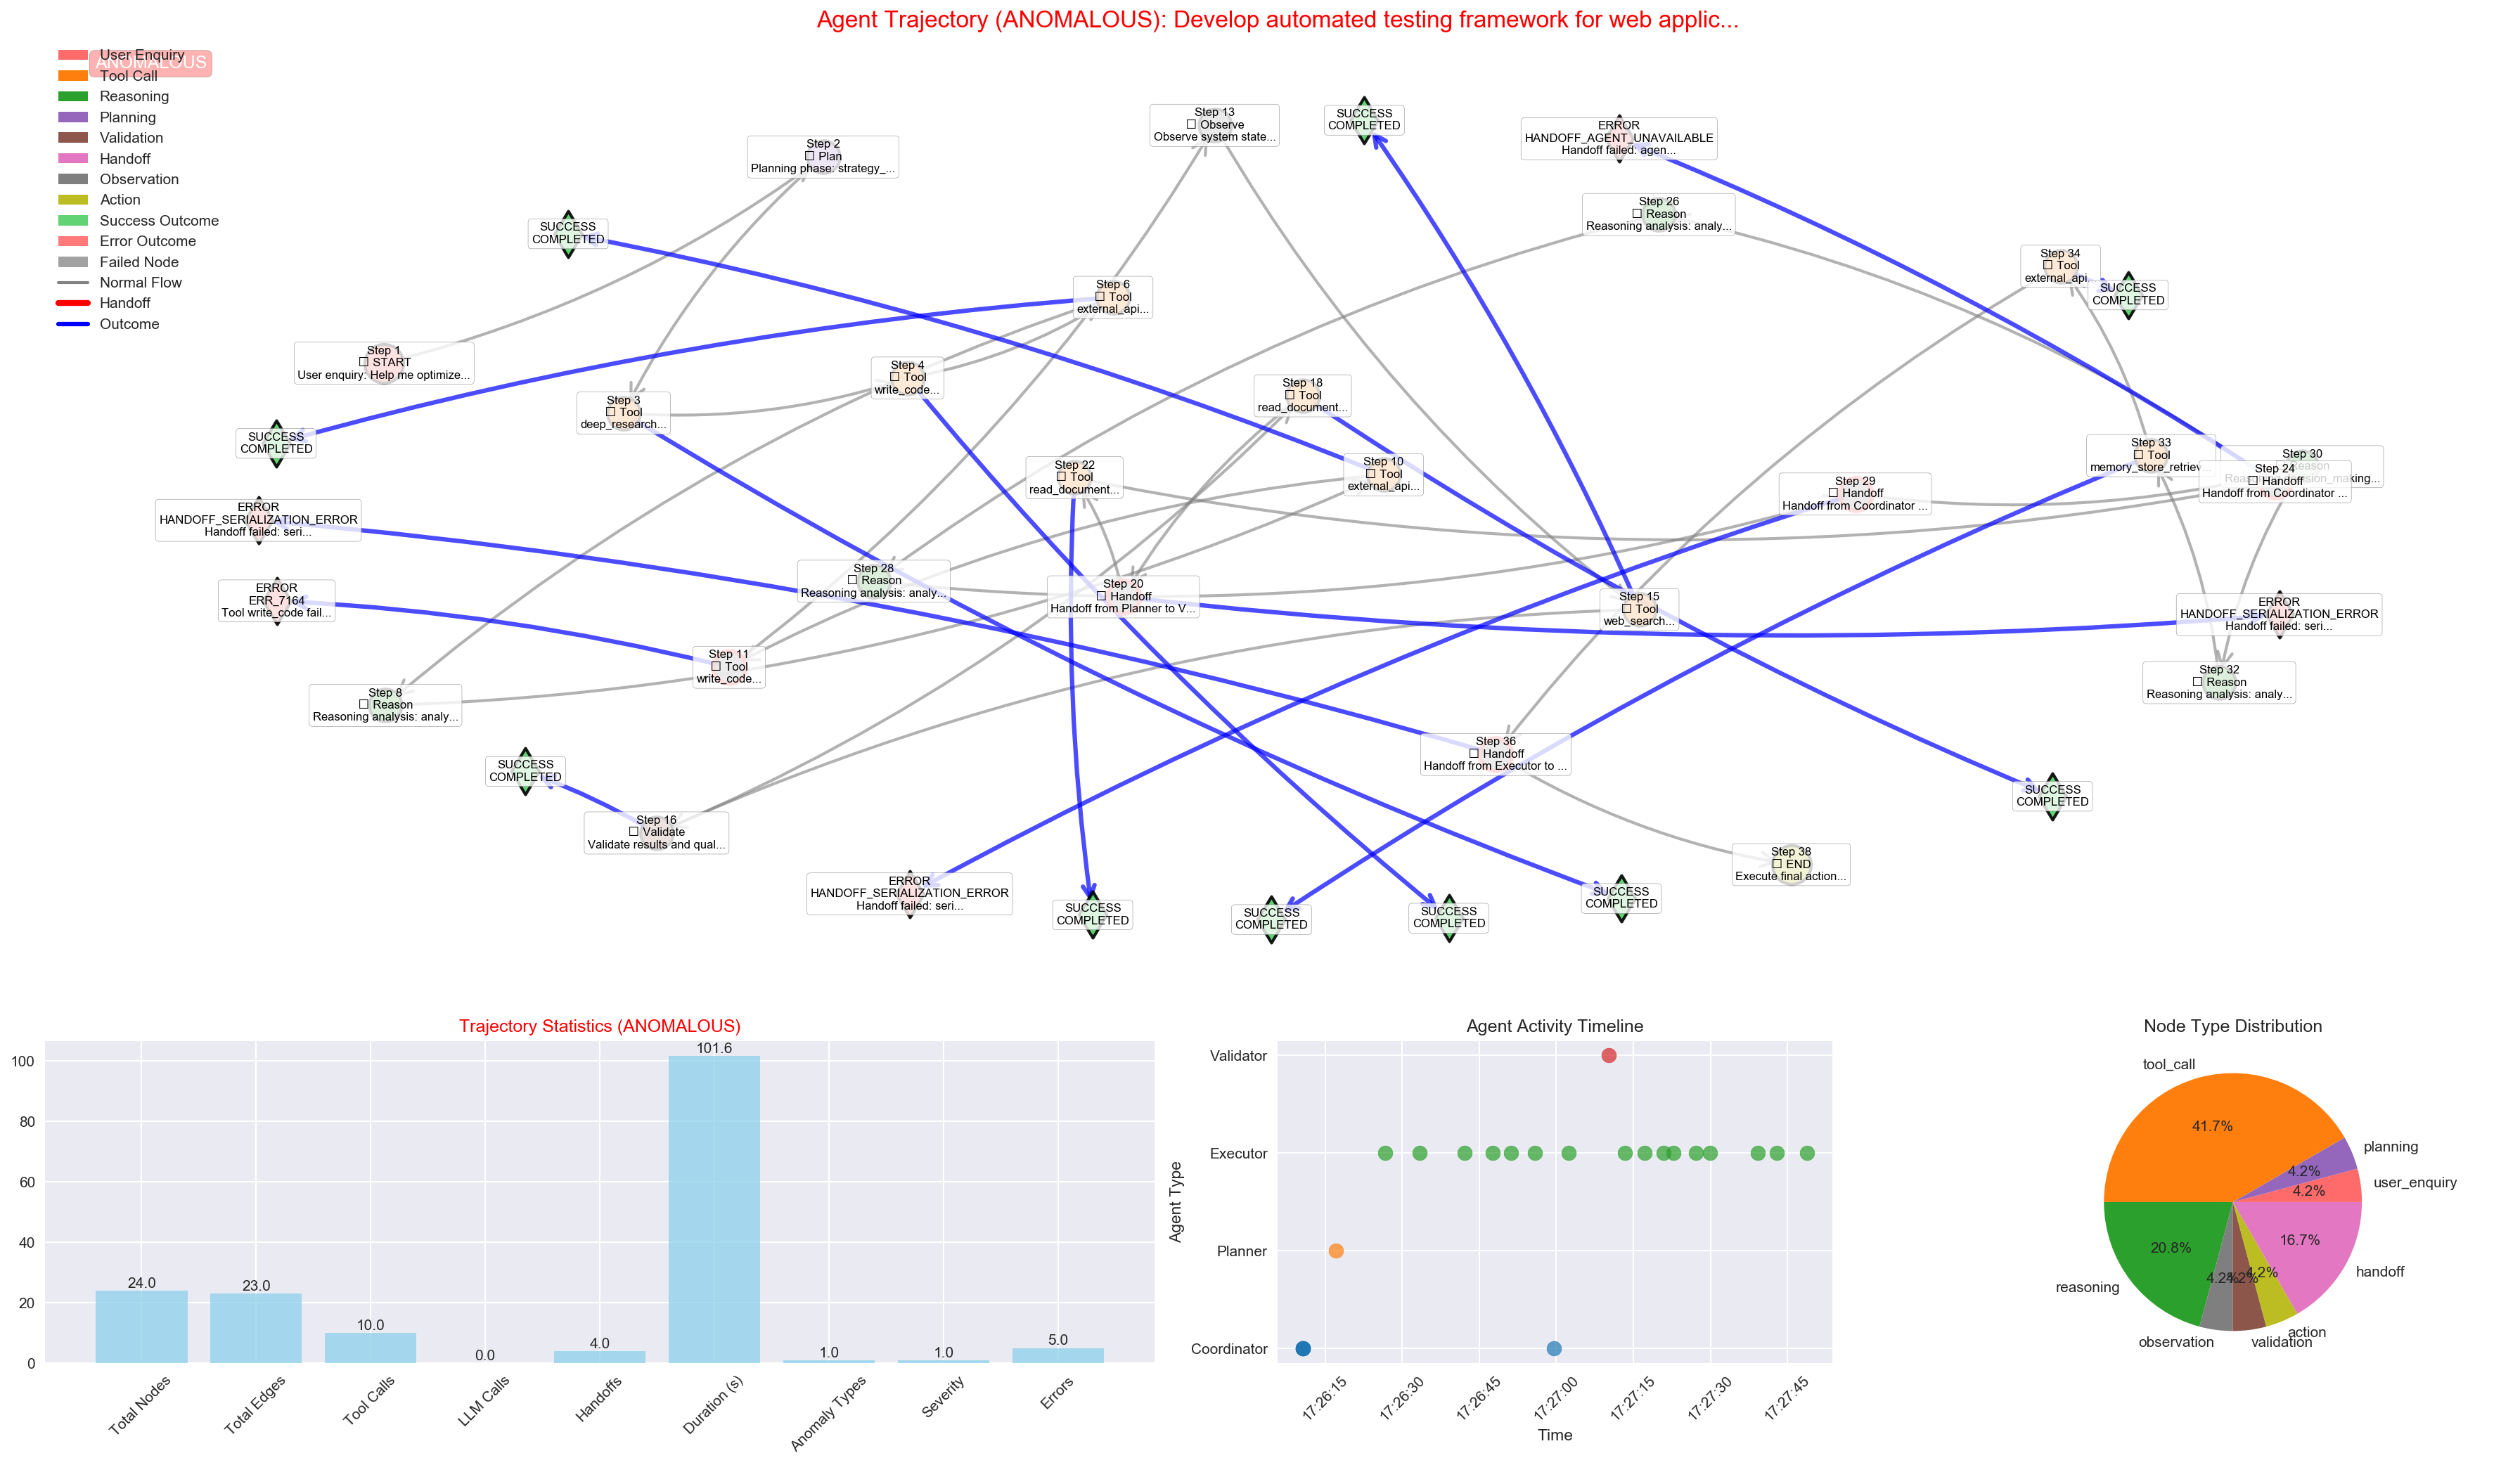 Agent Trajectory (ANOMALOUS): Develop automated testing framework for web applic...
ANOMALOUS
User Enquiry
Tool Call
Reasoning
Planning
Validation
Handoff
Observation
Action
Success Outcome
Error Outcome
Failed Node
Normal Flow
Handoff
Outcome
Step 13
Observe
Observe system state...
SUCCESS
COMPLETED
ERROR
HANDOFF_AGENT_UNAVAILABLE
Handoff failed: agen...
Step 2
Plan
Planning phase: strategy_...
Step 26
Reason
Reasoning analysis: analy...
SUCCESS
COMPLETED
Step 34
Tool
external_api...
SUCCESS
COMPLETED
Step 6
Tool
external_api...
Step 1
START
User enquiry: Help me optimize...
Step 4
Tool
write_code...
Step 18
Tool
read_document...
Step 3
Tool
deep_research...
SUCCESS
COMPLETED
Step 33
Tool
memory_store_retriev...
Step 30
Reason
Step 24
Handoff
Handoff from Coordinator ...
Step 22
Tool
read_document...
Step 10
Tool
external_api...
Step 29
Handoff
Handoff from Coordinator ...
ERROR
HANDOFF_SERIALIZATION_ERROR
Handoff failed: seri...
Step 28
Reason
Reasoning analysis: analy...
Step 20
Handoff
Handoff from Planner to V...
Step 15
Tool
web_search...
ERROR
ERR_7164
Tool write_code fail...
ERROR
HANDOFF_SERIALIZATION_ERROR
Handoff failed: seri...
Step 11
Tool
write_code...
Step 8
Reason
Reasoning analysis: analy...
Step 32
Reason
Reasoning analysis: analy...
Step 36
Handoff
Handoff from Executor to ...
SUCCESS
COMPLETED
SUCCESS
COMPLETED
Step 16
Validate
Validate results and qual...
Step 38
END
Execute final action...
ERROR
HANDOFF_SERIALIZATION_ERROR
Handoff failed: seri...
SUCCESS
COMPLETED
SUCCESS
COMPLETED
SUCCESS
COMPLETED
SUCCESS
COMPLETED
Trajectory Statistics (ANOMALOUS)
100
80
60
40
20
0
24.0
23.0
10.0
0.0
4.0
101.6
1.0
1.0
5.0
Total Nodes
Total Edges
Tool Calls
LLM Calls
Handoffs
Duration (s)
Anomaly Types
Severity
Errors
Agent Activity Timeline
Agent Type
Validator
Executor
Planner
Coordinator
17:26:15
17:26:30
17:26:45
17:27:00
17:27:15
17:27:30
17:27:45
Time
Node Type Distribution
tool_call
41.7%
planning
4.2%
user_enquiry
4.2%
handoff
16.7%
reasoning
20.8%
observation
4.2%
validation
4.2%
action
4.2%